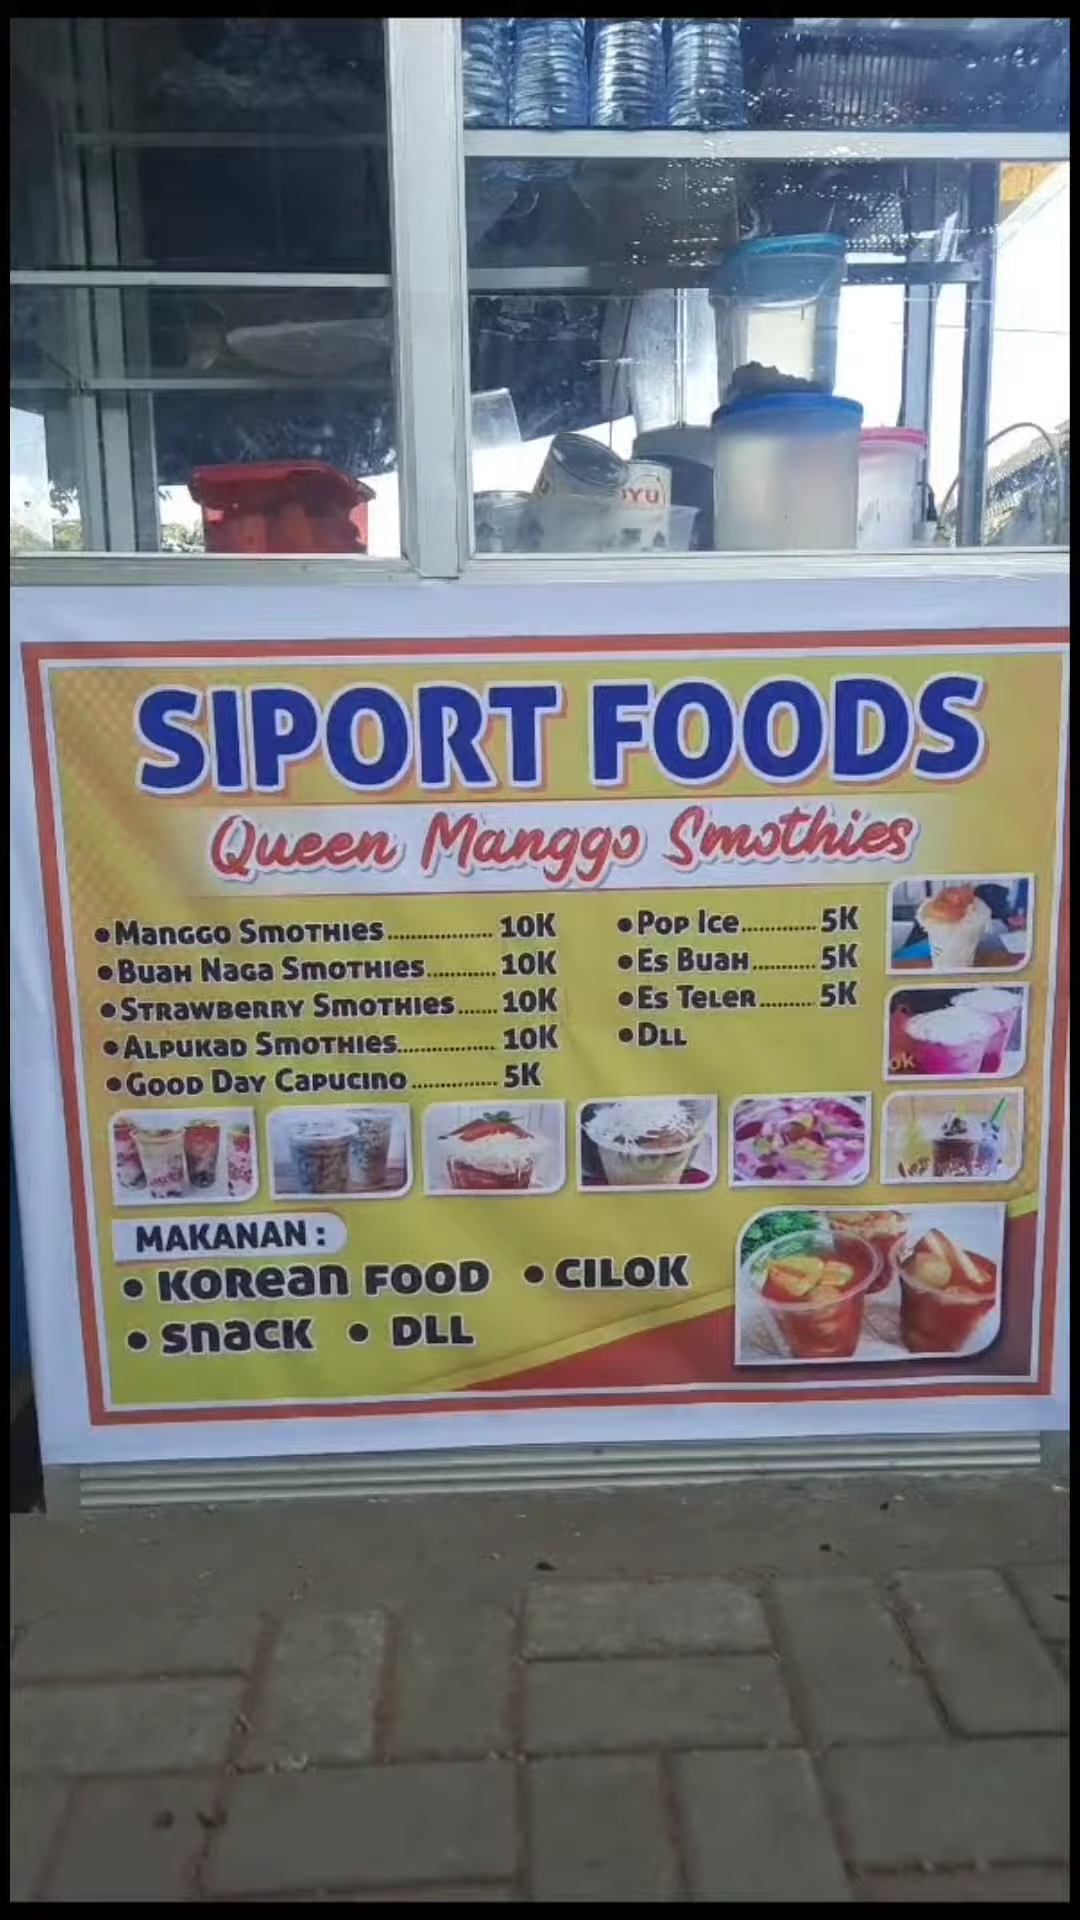 OYU
SIPORT FOODS
Queen Manggo Smothies
• Manggo Smothies................ 10K
• Buah Naga Smothies........... 10K
• Strawberry Smothies...... 10K
• Alpukad Smothies............... 10K
• Good Day Capucino ............. 5K
• Pop Ice............ 5K
• Es Buah.......... 5K
• Es Teler......... 5K
• Dll
ok
MAKANAN :
• Korean Food • CILOK
• Snack • DLL